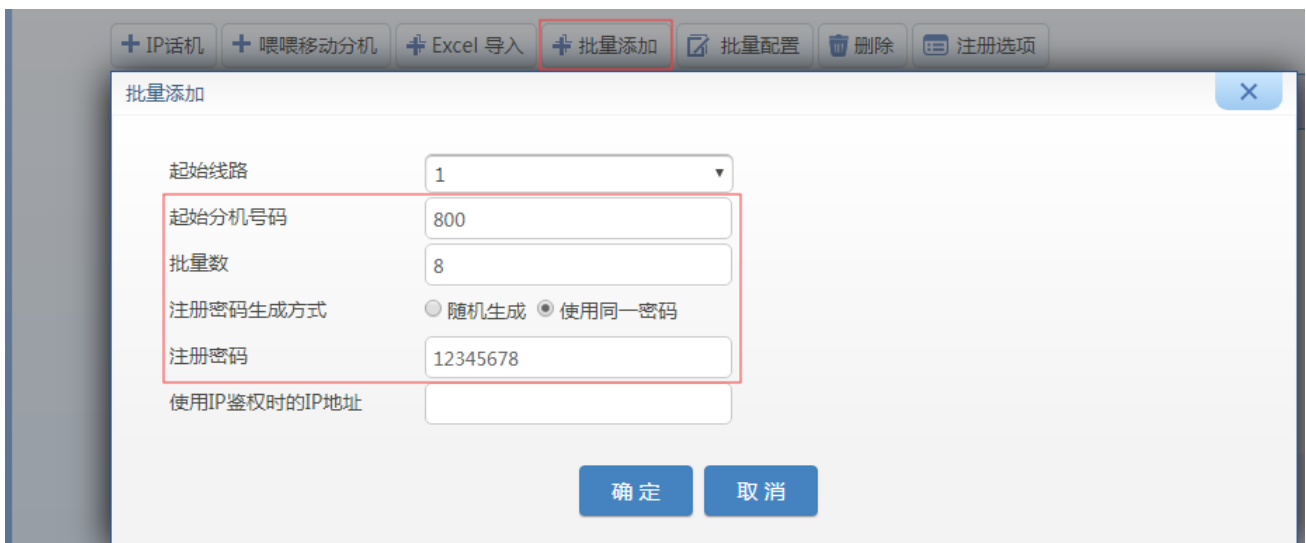 IP话机 喂喂移动分机 Excel 导入 批量添加 批量配置 删除 注册选项
批量添加
起始线路 1
起始分机号码 800
批量数 8
注册密码生成方式 随机生成 使用同一密码
注册密码 12345678
使用IP鉴权时的IP地址
确定 取消